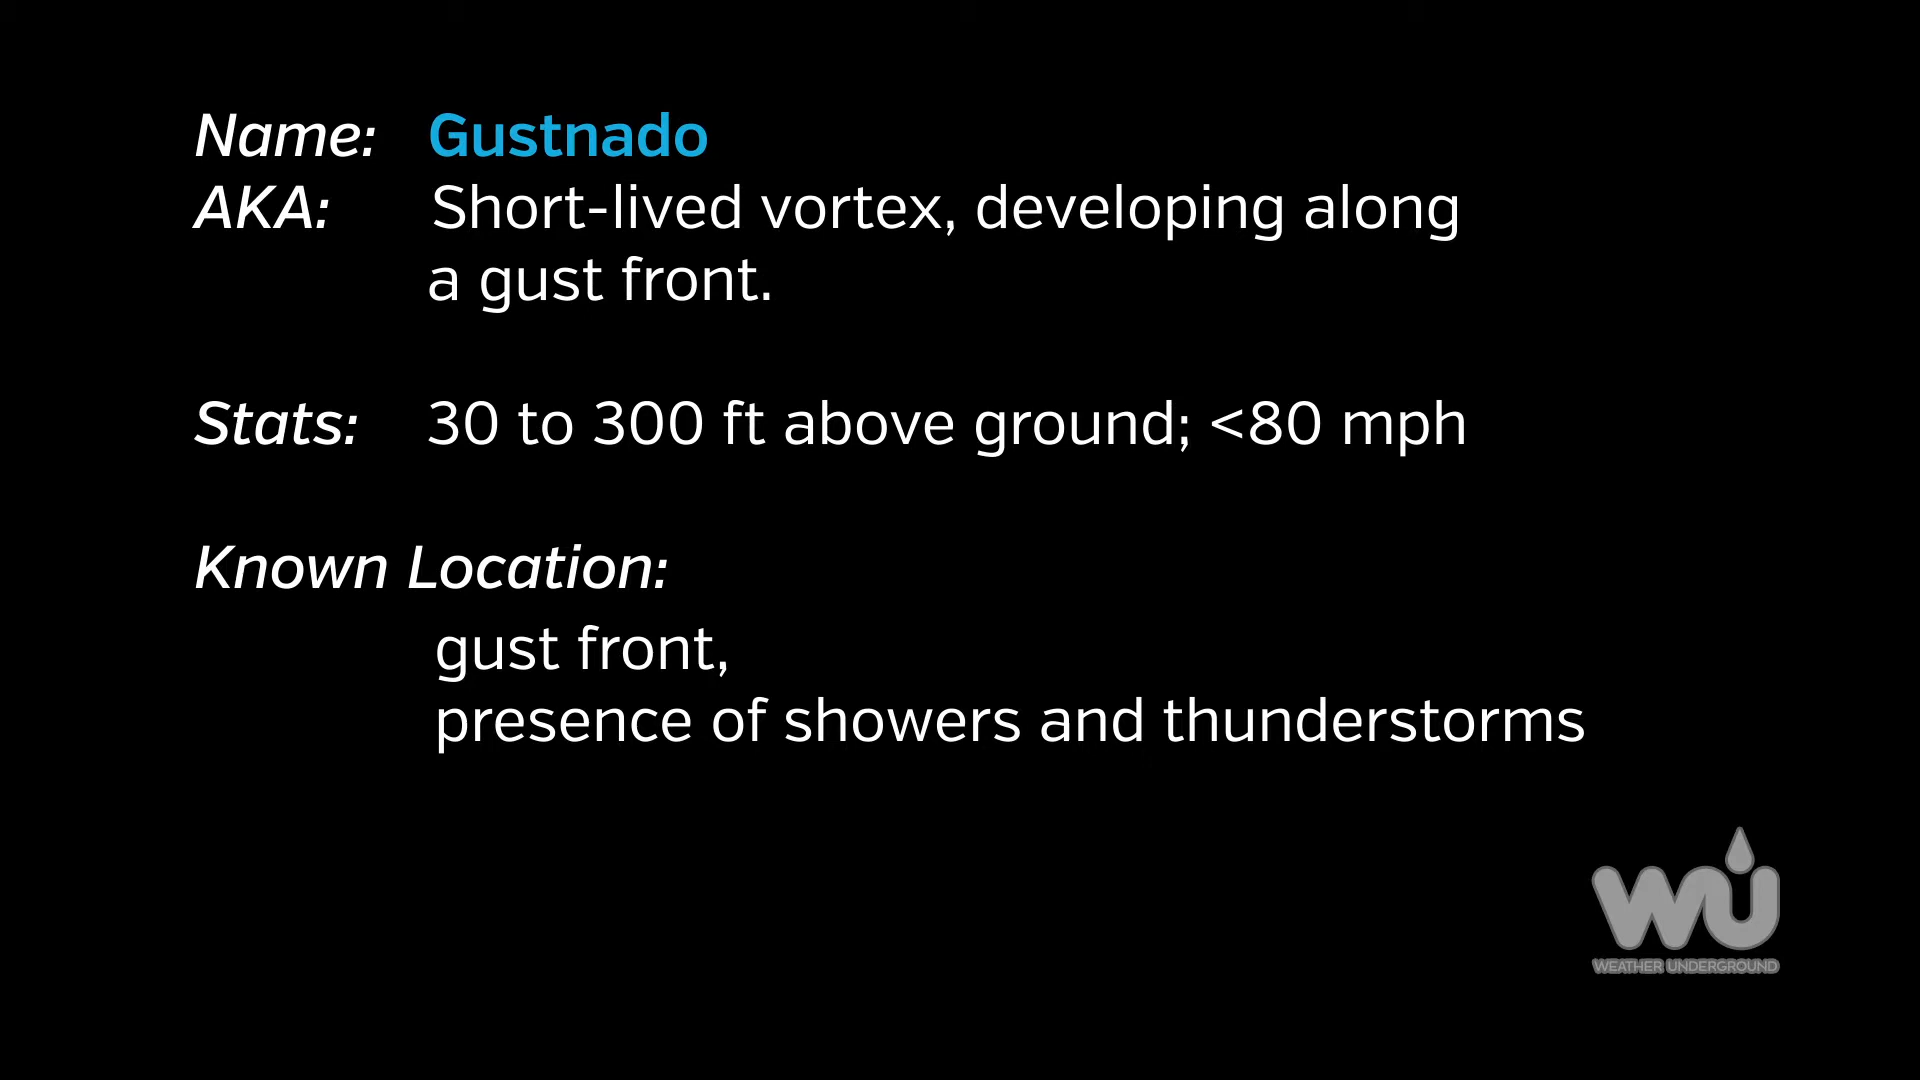 Name: Gustnado
AKA: Short-lived vortex, developing along
a gust front.
Stats: 30 to 300 ft above ground; <80 mph
Known Location:
gust front,
presence of showers and thunderstorms
WU
WEATHER UNDERGROUND